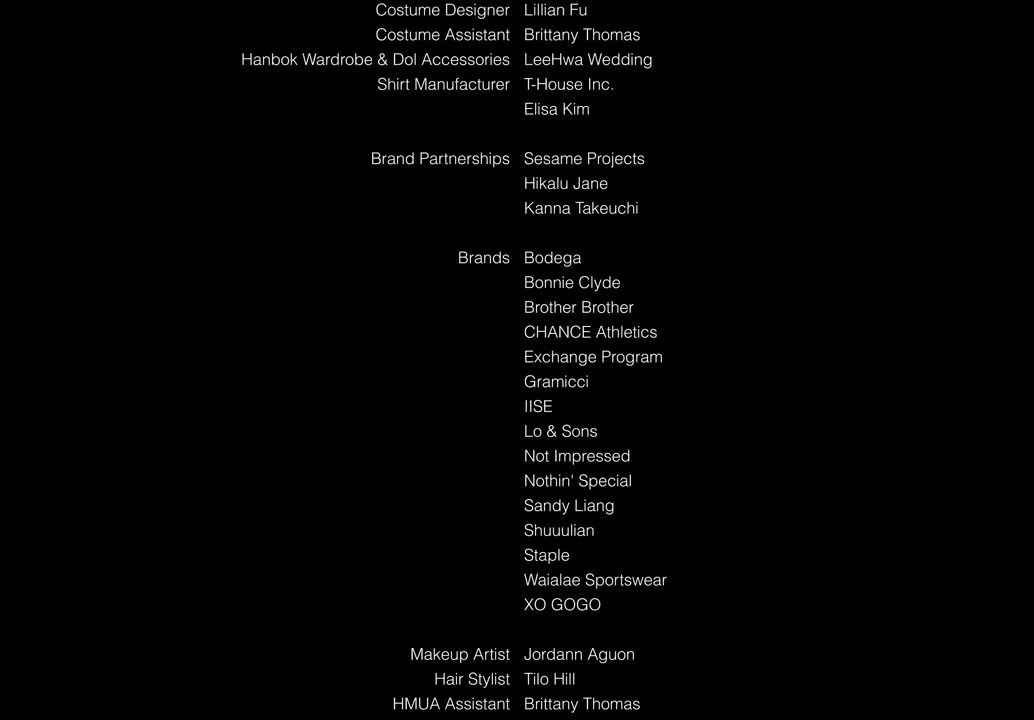 Costume Designer Lillian Fu
Costume Assistant Brittany Thomas
Hanbok Wardrobe & Dol Accessories LeeHwa Wedding
Shirt Manufacturer T-House Inc.
Elisa Kim
Brand Partnerships Sesame Projects
Hikalu Jane
Kanna Takeuchi
Brands Bodega
Bonnie Clyde
Brother Brother
CHANCE Athletics
Exchange Program
Gramicci
IISE
Lo & Sons
Not Impressed
Nothin' Special
Sandy Liang
Shuuulian
Staple
Waialae Sportswear
XO GOGO
Makeup Artist Jordann Aguon
Hair Stylist Tilo Hill
HMUA Assistant Brittany Thomas